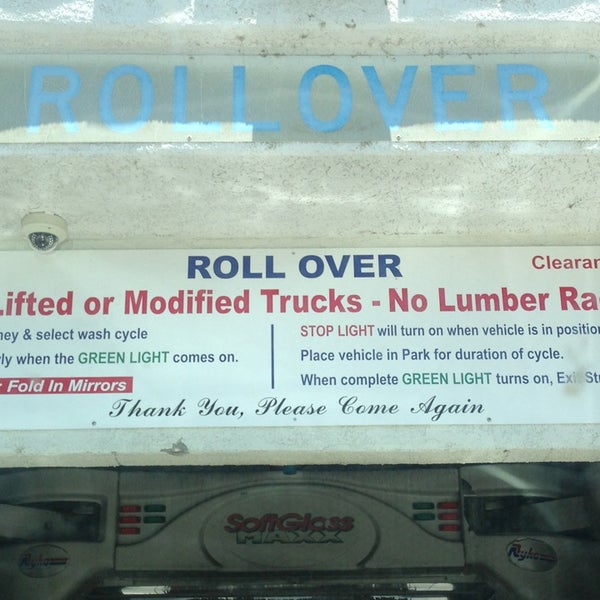 ROLLOVER
ROLL OVER
Clearan
Lifted or Modified Trucks - No Lumber Ra
ney & select wash cycle
ly when the GREEN LIGHT comes on.
Fold In Mirrors
STOP LIGHT will turn on when vehicle is in position
Place vehicle in Park for duration of cycle.
When complete GREEN LIGHT turns on, Exit St
Thank You, Please Come Again
SoftGloss
MAXX
Ryko
Ryko